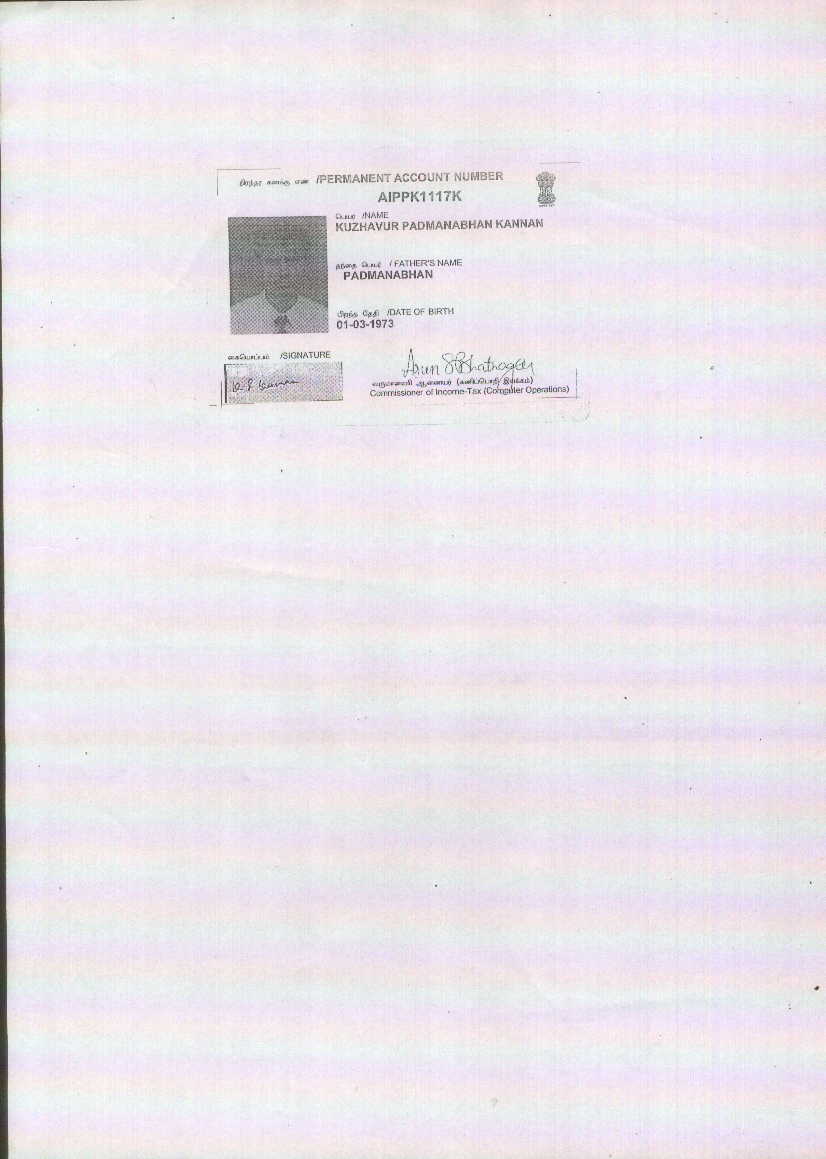 நிரந்தர கணக்கு எண் /PERMANENT ACCOUNT NUMBER
AIPPK1117K
பெயர் /NAME
KUZHAVUR PADMANABHAN KANNAN
தந்தை பெயர் / FATHER'S NAME
PADMANABHAN
பிறந்த தேதி /DATE OF BIRTH
01-03-1973
கையொப்பம் /SIGNATURE
K. P. Kannan
Arun S Bhatnagar
வருமானவரி ஆணையர் (கணிப்பொறி இயக்கம்)
Commissioner of Income-Tax (Computer Operations)